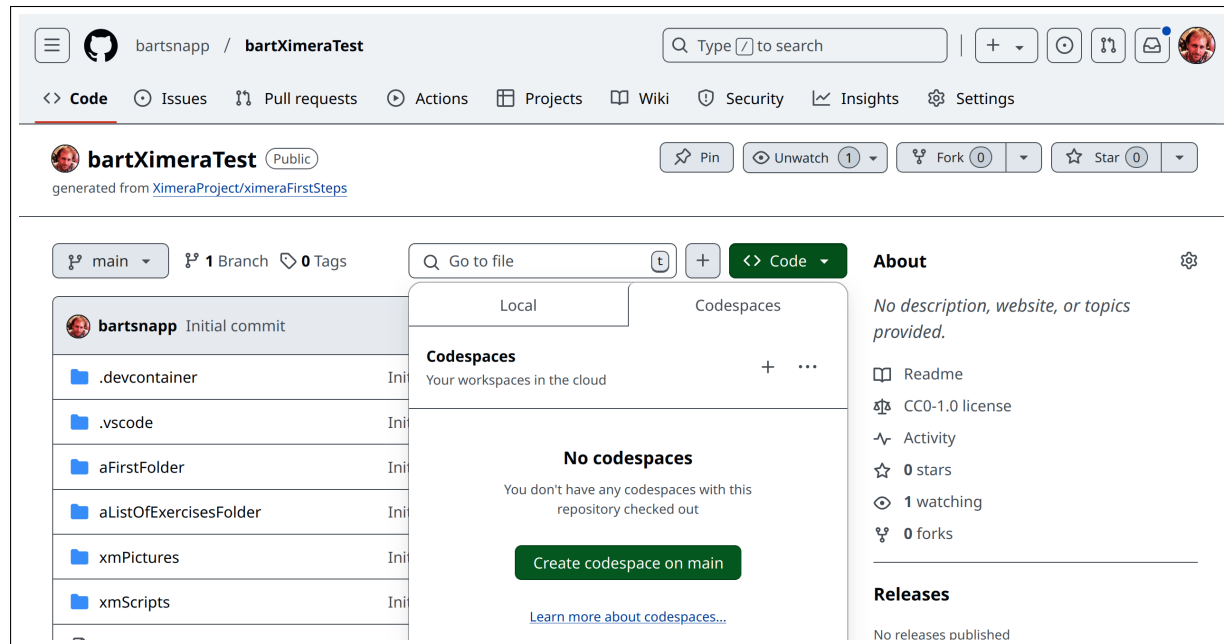 bartsnapp / bartXimeraTest
Type / to search
Code Issues Pull requests Actions Projects Wiki Security Insights Settings
bartXimeraTest Public
Pin Unwatch 1 Fork 0 Star 0
generated from XimeraProject/ximeraFirstSteps
main 1 Branch 0 Tags
Go to file t + <> Code
About
No description, website, or topics
provided.
Readme
CC0-1.0 license
Activity
0 stars
1 watching
0 forks
Releases
No releases published
Local Codespaces
Codespaces
Your workspaces in the cloud
No codespaces
You don't have any codespaces with this
repository checked out
Create codespace on main
Learn more about codespaces...
bartsnapp Initial commit
.devcontainer
.vscode
aFirstFolder
aListOfExercisesFolder
xmPictures
xmScripts